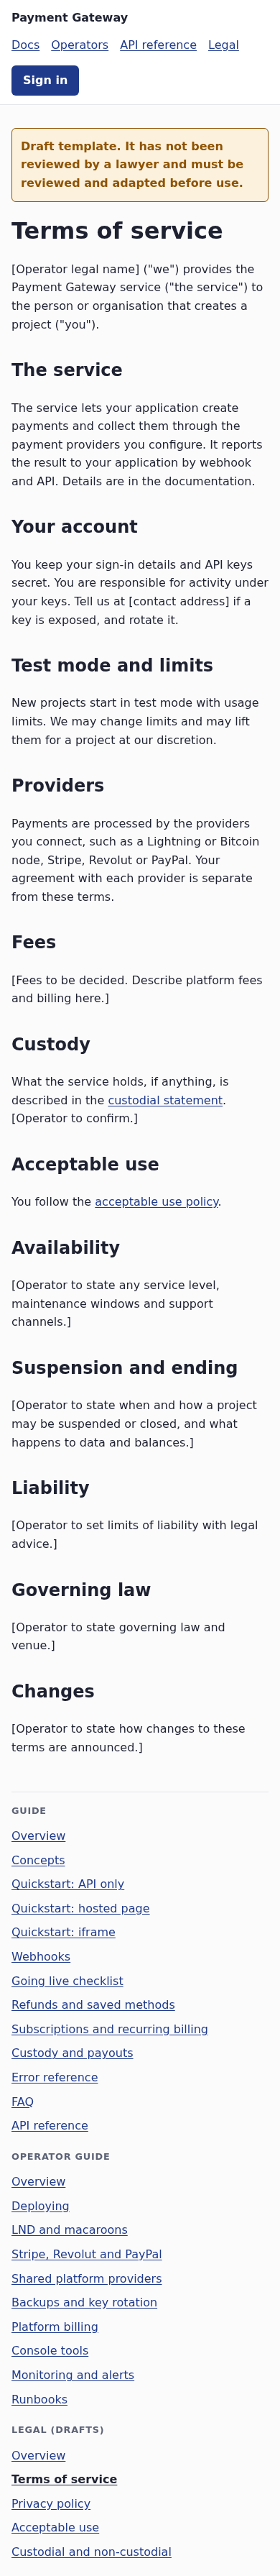 Payment Gateway
Docs Operators API reference Legal
Sign in
Draft template. It has not been
reviewed by a lawyer and must be
reviewed and adapted before use.
Terms of service
[Operator legal name] ("we") provides the
Payment Gateway service ("the service") to
the person or organisation that creates a
project ("you").
The service
The service lets your application create
payments and collect them through the
payment providers you configure. It reports
the result to your application by webhook
and API. Details are in the documentation.
Your account
You keep your sign-in details and API keys
secret. You are responsible for activity under
your keys. Tell us at [contact address] if a
key is exposed, and rotate it.
Test mode and limits
New projects start in test mode with usage
limits. We may change limits and may lift
them for a project at our discretion.
Providers
Payments are processed by the providers
you connect, such as a Lightning or Bitcoin
node, Stripe, Revolut or PayPal. Your
agreement with each provider is separate
from these terms.
Fees
[Fees to be decided. Describe platform fees
and billing here.]
Custody
What the service holds, if anything, is
described in the custodial statement.
[Operator to confirm.]
Acceptable use
You follow the acceptable use policy.
Availability
[Operator to state any service level,
maintenance windows and support
channels.]
Suspension and ending
[Operator to state when and how a project
may be suspended or closed, and what
happens to data and balances.]
Liability
[Operator to set limits of liability with legal
advice.]
Governing law
[Operator to state governing law and
venue.]
Changes
[Operator to state how changes to these
terms are announced.]
GUIDE
Overview
Concepts
Quickstart: API only
Quickstart: hosted page
Quickstart: iframe
Webhooks
Going live checklist
Refunds and saved methods
Subscriptions and recurring billing
Custody and payouts
Error reference
FAQ
API reference
OPERATOR GUIDE
Overview
Deploying
LND and macaroons
Stripe, Revolut and PayPal
Shared platform providers
Backups and key rotation
Platform billing
Console tools
Monitoring and alerts
Runbooks
LEGAL (DRAFTS)
Overview
Terms of service
Privacy policy
Acceptable use
Custodial and non-custodial